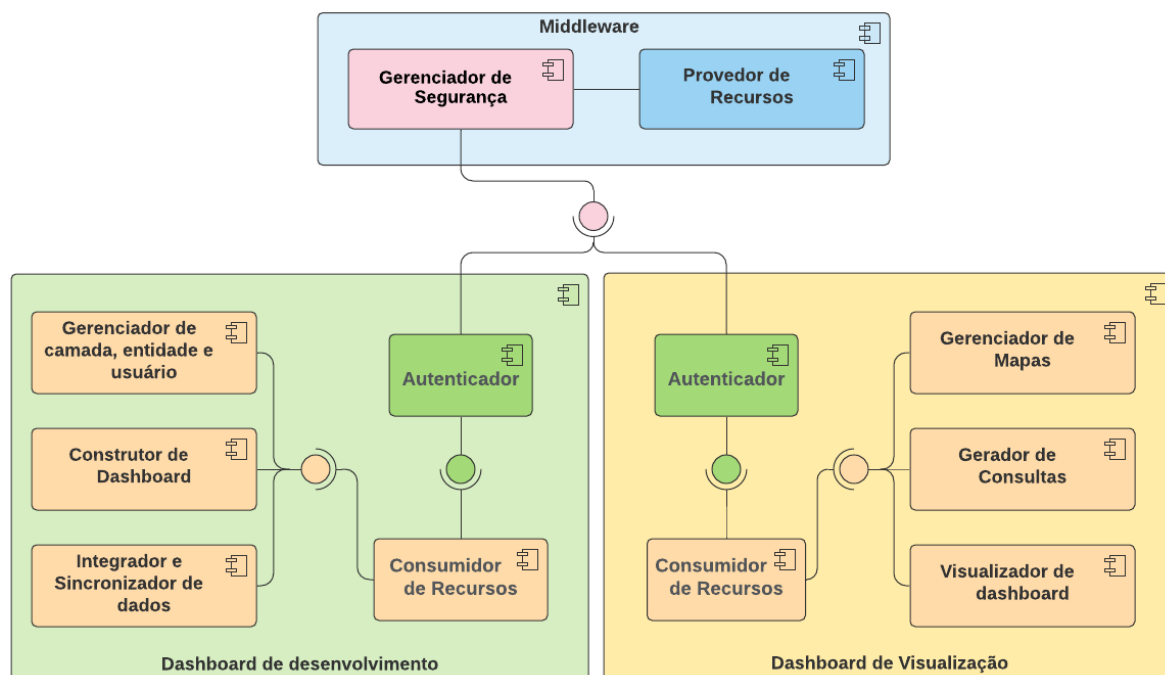 Middleware
Gerenciador de
Segurança
Provedor de
Recursos
Gerenciador de
camada, entidade e
usuário
Autenticador
Construtor de
Dashboard
Integrador e
Sincronizador de
dados
Consumidor
de Recursos
Dashboard de desenvolvimento
Autenticador
Gerenciador de
Mapas
Gerador de
Consultas
Consumidor
de Recursos
Visualizador de
dashboard
Dashboard de Visualização